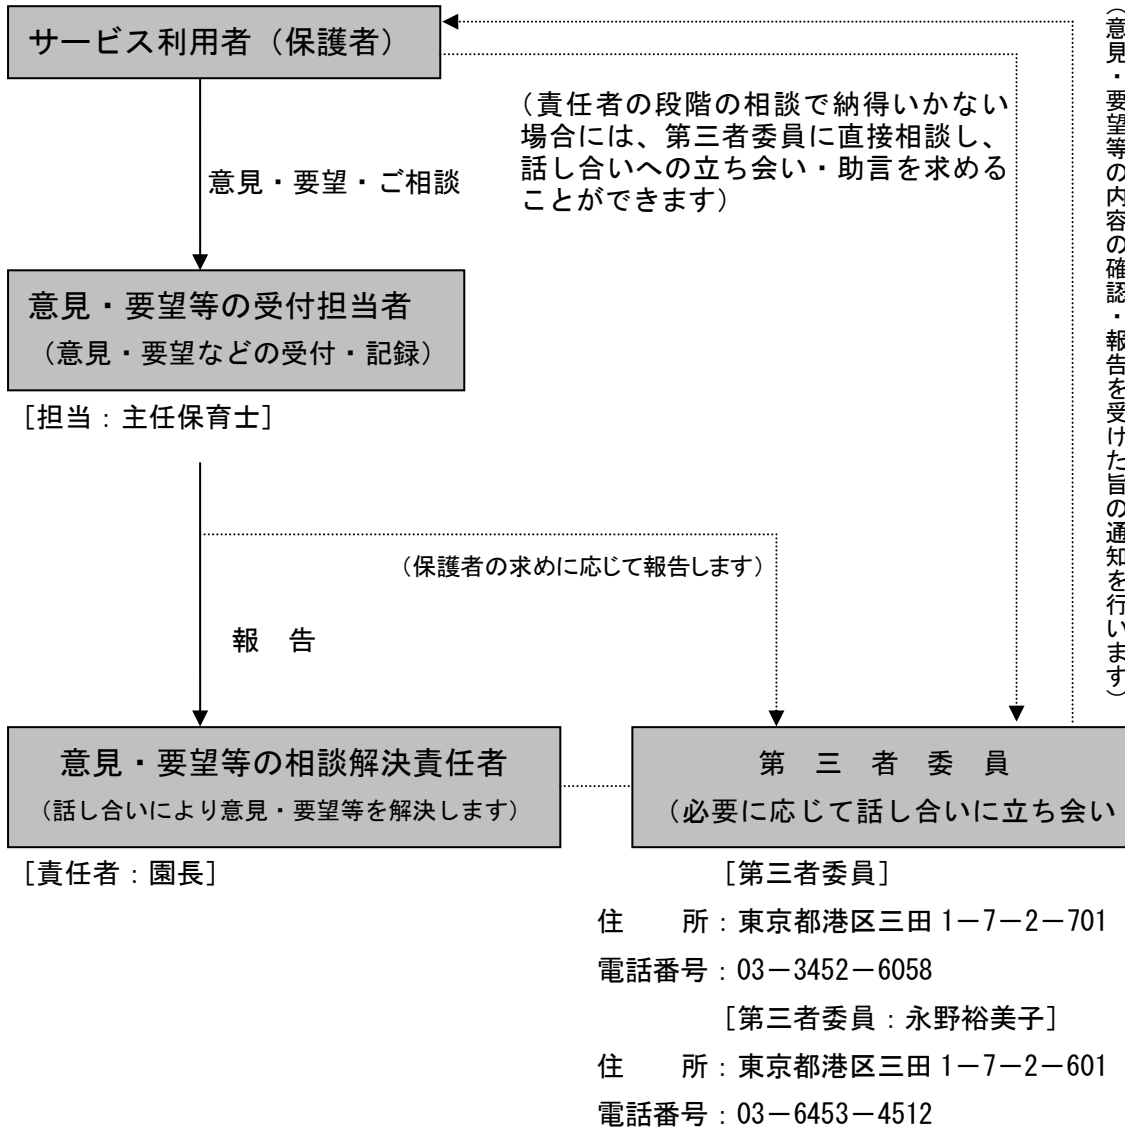 サービス利用者（保護者）
（責任者の段階の相談で納得いかない
場合には、第三者委員に直接相談し、
話し合いへの立ち会い・助言を求める
ことができます）
意見・要望・ご相談
（意見・要望等の内容の確認・報告を受けた旨の通知を行います）
意見・要望等の受付担当者
（意見・要望などの受付・記録）
［担当：主任保育士］
（保護者の求めに応じて報告します）
報　告
意見・要望等の相談解決責任者
（話し合いにより意見・要望等を解決します）
［責任者：園長］
第　三　者　委　員
（必要に応じて話し合いに立ち会い
［第三者委員］
住　　所：東京都港区三田 1－7－2－701
電話番号：03－3452－6058
［第三者委員：永野裕美子］
住　　所：東京都港区三田 1－7－2－601
電話番号：03－6453－4512